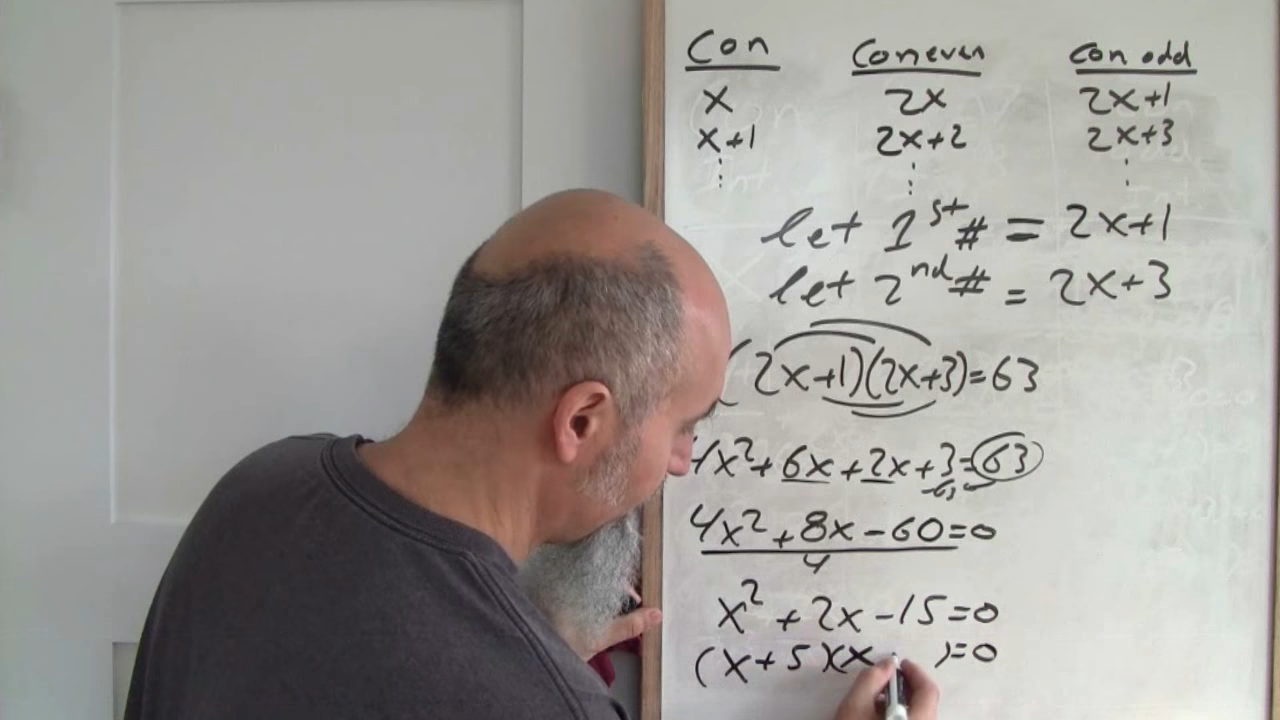 Con Con even Con odd
x 2x 2x+1
x+1 2x+2 2x+3
⋮ ⋮ ⋮
let 1st # = 2x+1
let 2nd # = 2x+3
(2x+1)(2x+3)=63
4x²+6x+2x+3=63
4x²+8x-60=0
4
x²+2x-15=0
(x+5)(x )=0